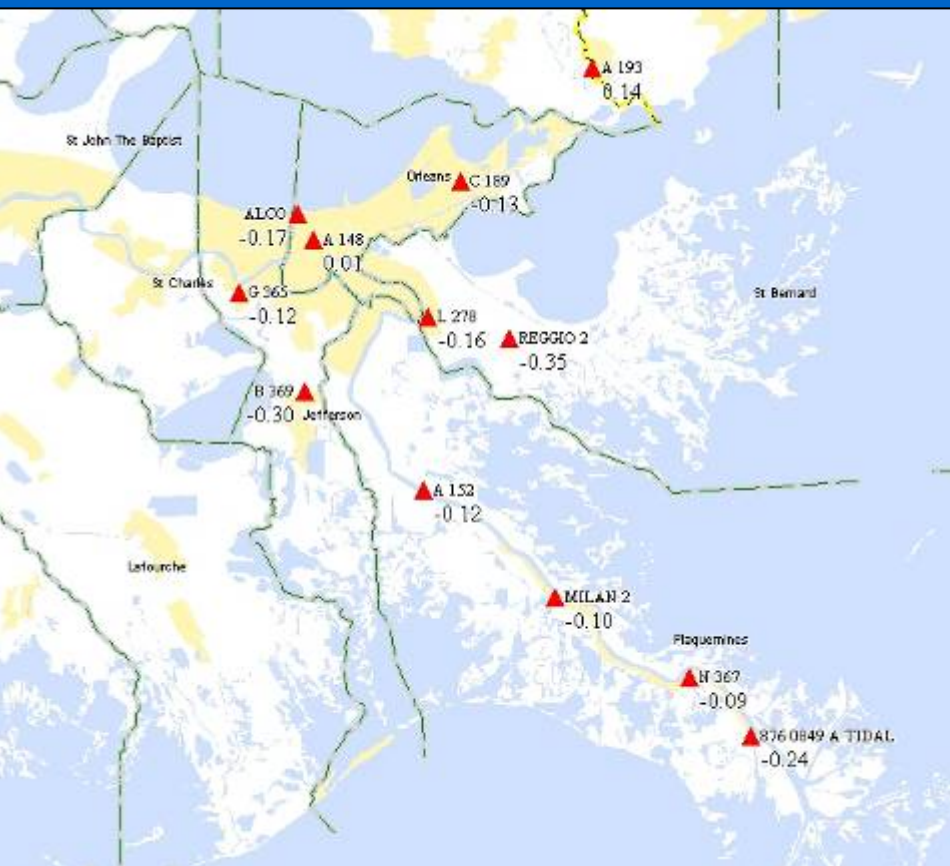 A 193
0.14
St John The Baptist
Orleans
C 189
-0.13
ALCO
-0.17
A 148
0.01
St Charles
G 365
-0.12
St Bernard
L 278
-0.16
REGGIO 2
-0.35
B 369
-0.30
Jefferson
A 152
-0.12
Lafourche
MILAN 2
-0.10
Plaquemines
N 367
-0.09
876 0849 A TIDAL
-0.24